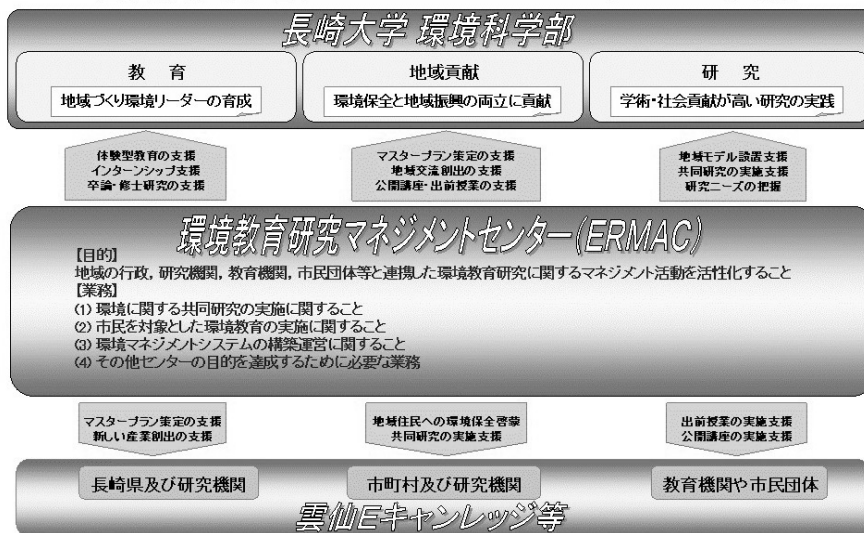 長崎大学 環境科学部
教 育
地域づくり環境リーダーの育成
地域貢献
環境保全と地域振興の両立に貢献
研 究
学術・社会貢献が高い研究の実践
体験型教育の支援
インターンシップ支援
卒論・修士研究の支援
マスタープラン策定の支援
地域交流創出の支援
公開講座・出前授業の支援
地域モデル設置支援
共同研究の実施支援
研究ニーズの把握
環境教育研究マネジメントセンター(ERMAC)
【目的】
地域の行政, 研究機関, 教育機関, 市民団体等と連携した環境教育研究に関するマネジメント活動を活性化すること
【業務】
(1) 環境に関する共同研究の実施に関すること
(2) 市民を対象とした環境教育の実施に関すること
(3) 環境マネジメントシステムの構築運営に関すること
(4) その他センターの目的を達成するために必要な業務
マスタープラン策定の支援
新しい産業創出の支援
地域住民への環境保全啓蒙
共同研究の実施支援
出前授業の実施支援
公開講座の実施支援
長崎県及び研究機関
市町村及び研究機関
教育機関や市民団体
雲仙Eキャンレッジ等